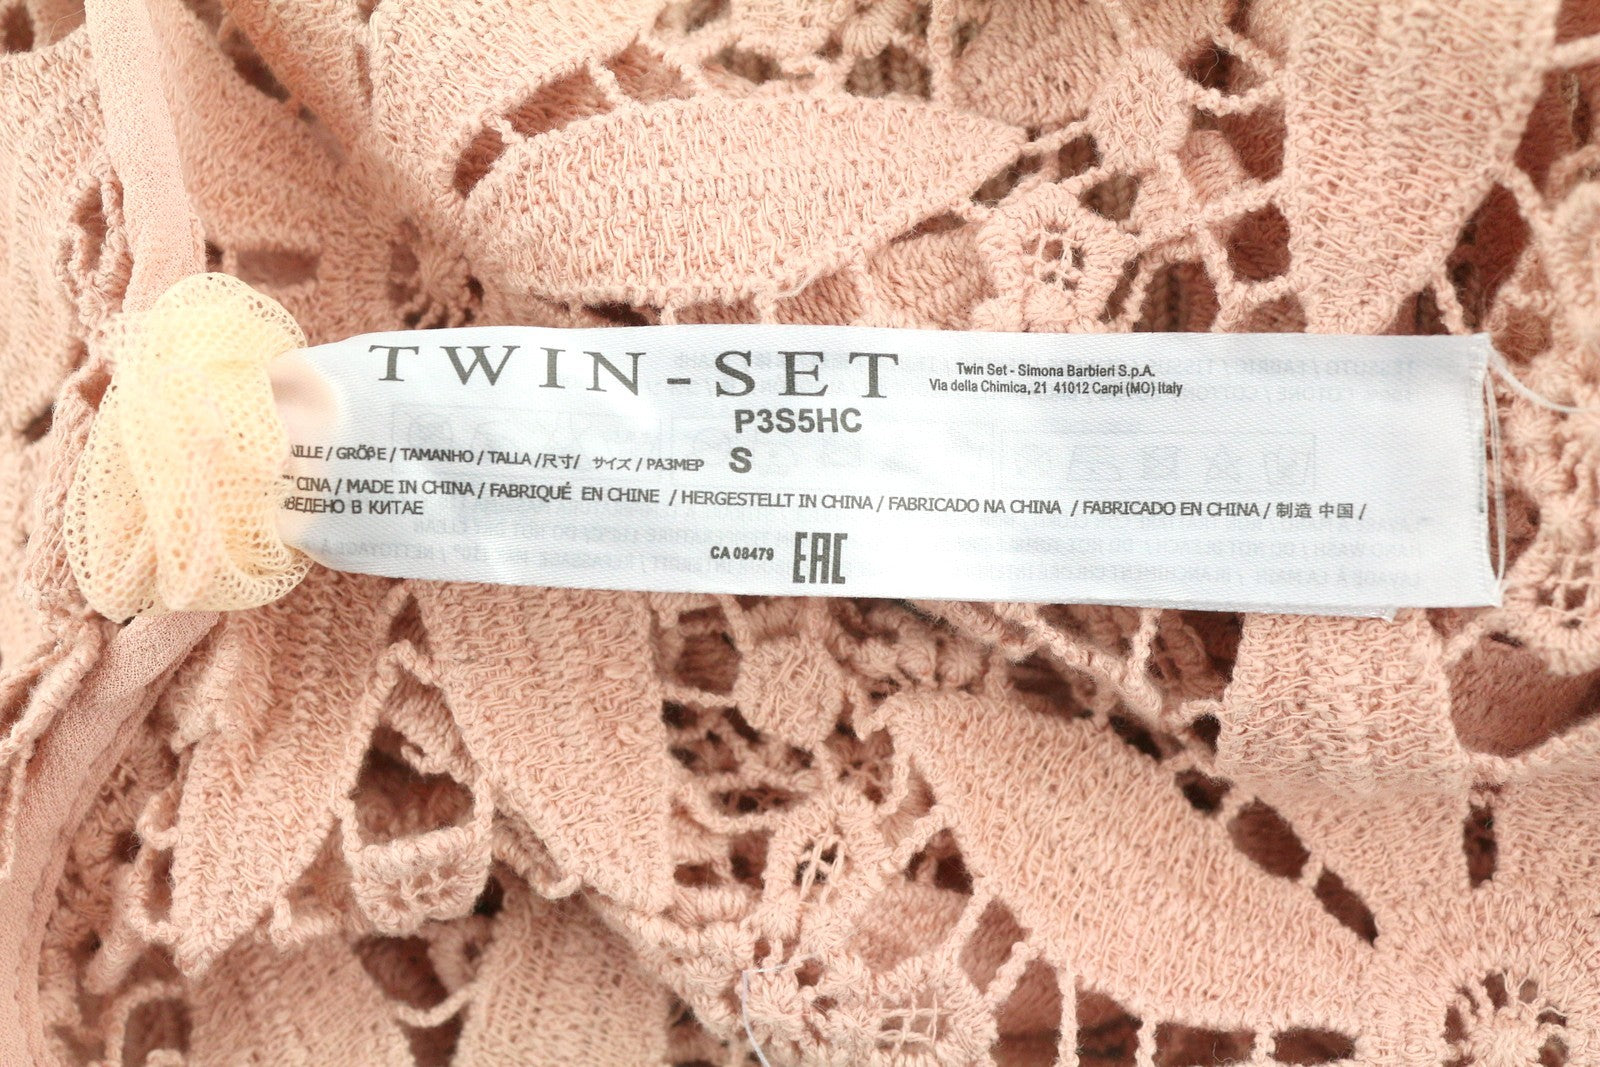 TWIN-SET
Twin Set - Simona Barbieri S.p.A.
Via della Chimica, 21 41012 Carpi (MO) Italy
P3S5HC
AILLE / GRÖßE / TAMANHO / TALLA /尺寸/ サイズ / РАЗМЕР S
CINA / MADE IN CHINA / FABRIQUÉ EN CHINE / HERGESTELLT IN CHINA / FABRICADO NA CHINA / FABRICADO EN CHINA / 制造 中国 /
ВЕДЕНО В КИТАЕ
CA 08479 EAC